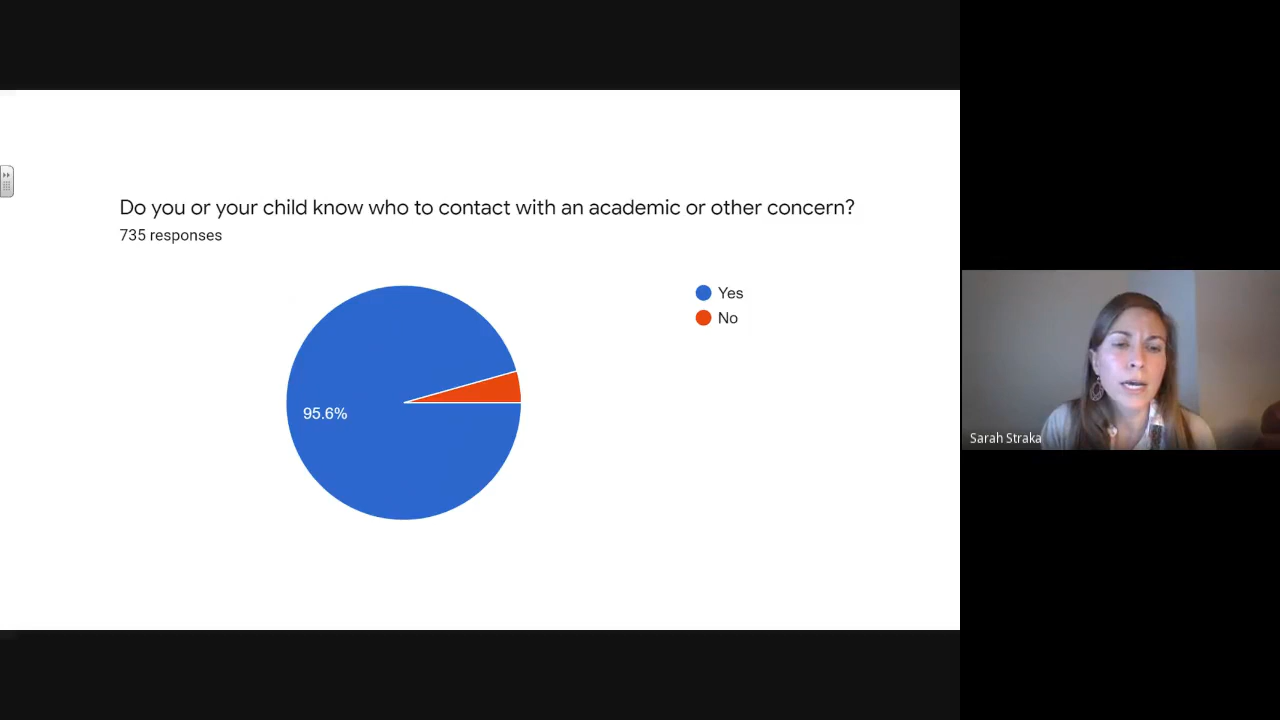 Do you or your child know who to contact with an academic or other concern?
735 responses
Yes
No
95.6%
Sarah Straka